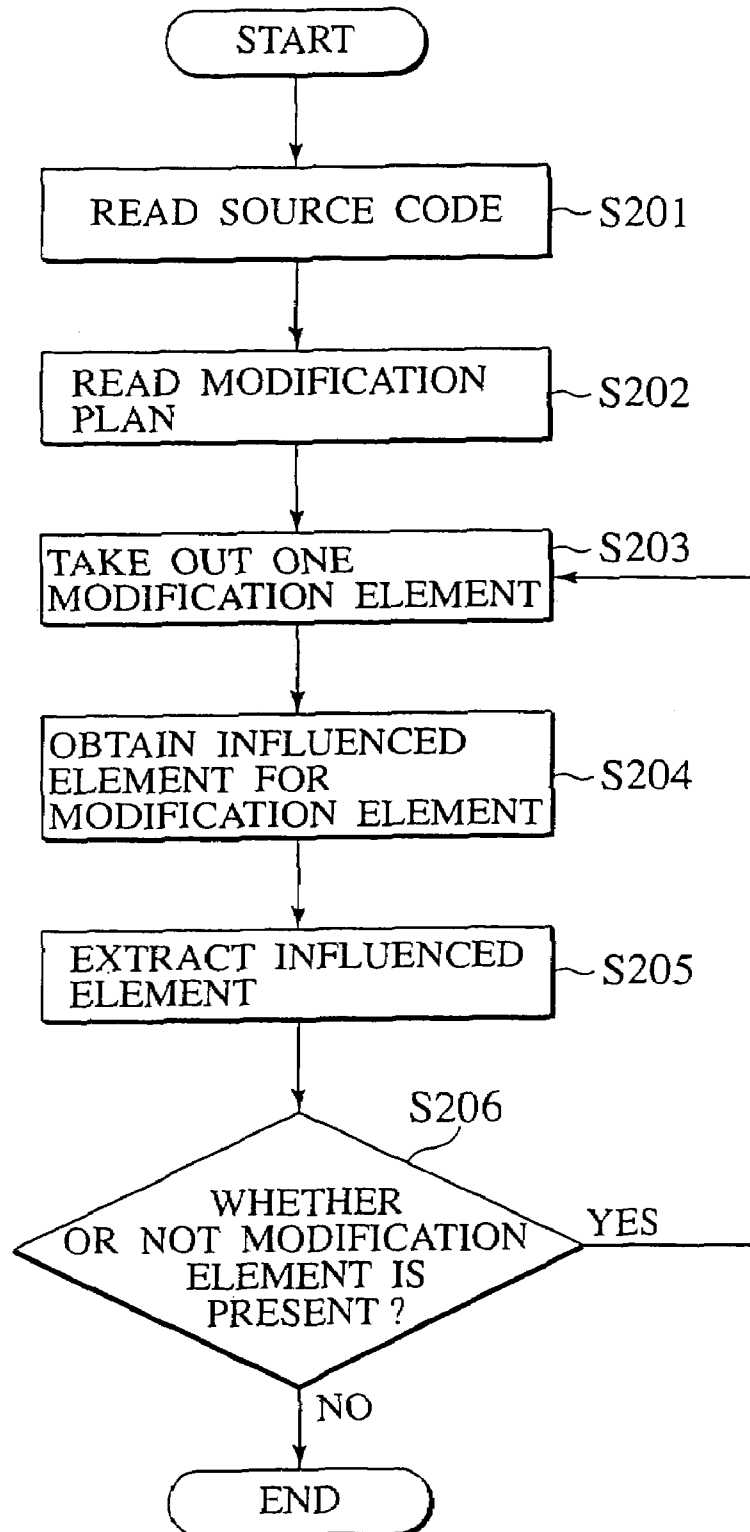 START
READ SOURCE CODE
S201
READ MODIFICATION
PLAN
S202
TAKE OUT ONE
MODIFICATION ELEMENT
S203
OBTAIN INFLUENCED
ELEMENT FOR
MODIFICATION ELEMENT
S204
EXTRACT INFLUENCED
ELEMENT
S205
S206
WHETHER
OR NOT MODIFICATION
ELEMENT IS
PRESENT ?
YES
NO
END